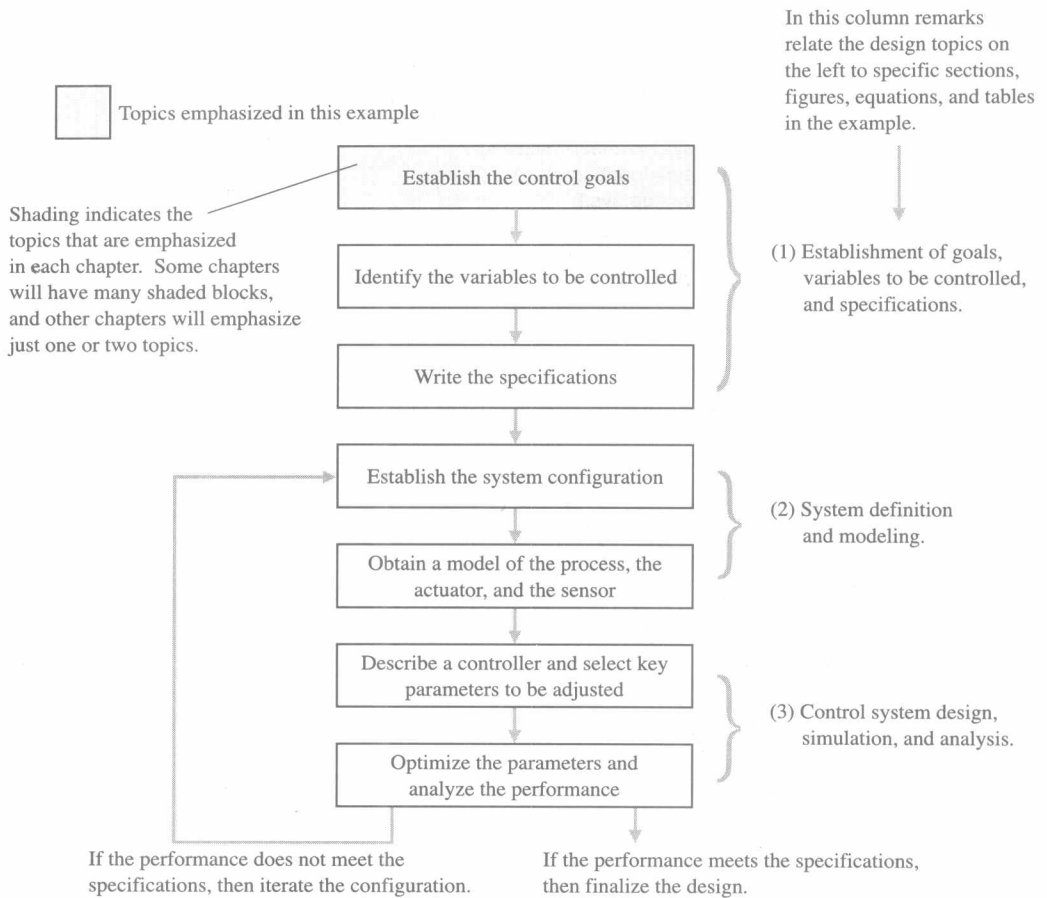 In this column remarks
relate the design topics on
the left to specific sections,
figures, equations, and tables
in the example.
Topics emphasized in this example
Establish the control goals
Shading indicates the
topics that are emphasized
in each chapter. Some chapters
will have many shaded blocks,
and other chapters will emphasize
just one or two topics.
(1) Establishment of goals,
variables to be controlled,
and specifications.
Identify the variables to be controlled
Write the specifications
Establish the system configuration
(2) System definition
and modeling.
Obtain a model of the process, the
actuator, and the sensor
Describe a controller and select key
parameters to be adjusted
(3) Control system design,
simulation, and analysis.
Optimize the parameters and
analyze the performance
If the performance does not meet the
specifications, then iterate the configuration.
If the performance meets the specifications,
then finalize the design.